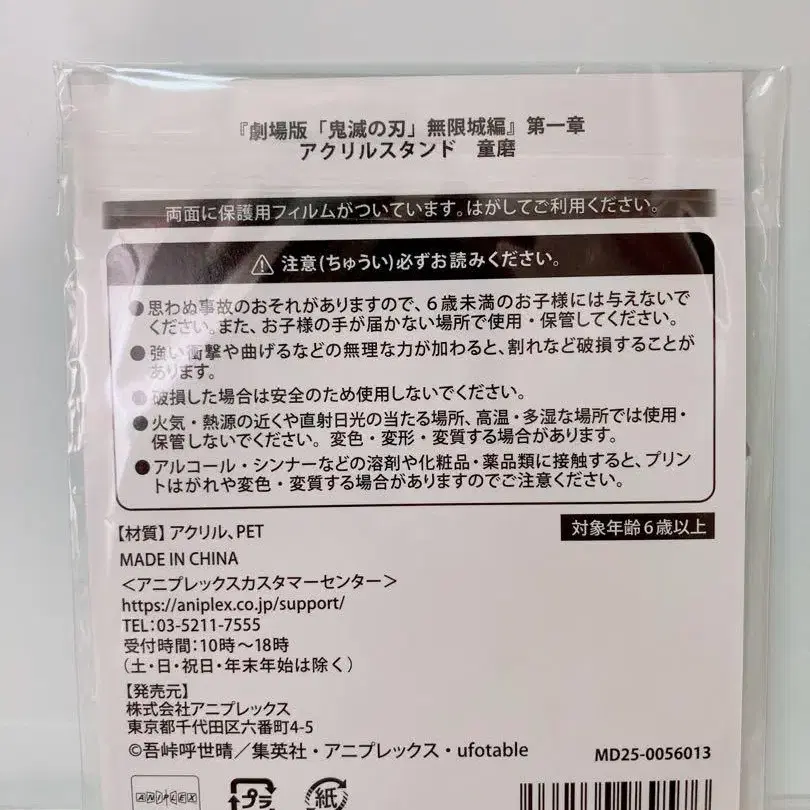 『劇場版「鬼滅の刃」無限城編』第一章
アクリルスタンド　童磨
両面に保護用フィルムがついています。はがしてご利用ください。
⚠ 注意(ちゅうい)必ずお読みください。
●思わぬ事故のおそれがありますので、6歳未満のお子様には与えないで
ください。また、お子様の手が届かない場所で使用・保管してください。
●強い衝撃や曲げるなどの無理な力が加わると、割れなど破損することが
あります。
●破損した場合は安全のため使用しないでください。
●火気・熱源の近くや直射日光の当たる場所、高温・多湿な場所では使用・
保管しないでください。変色・変形・変質する場合があります。
●アルコール・シンナーなどの溶剤や化粧品・薬品類に接触すると、プリン
トはがれや変色・変質する場合がありますのでご注意ください。
【材質】アクリル、PET
対象年齢6歳以上
MADE IN CHINA
＜アニプレックスカスタマーセンター＞
https://aniplex.co.jp/support/
TEL:03-5211-7555
受付時間:10時～18時
(土・日・祝日・年末年始は除く)
【発売元】
株式会社アニプレックス
東京都千代田区六番町4-5
©吾峠呼世晴／集英社・アニプレックス・ufotable
MD25-0056013
ANIPLEX
プラ
紙